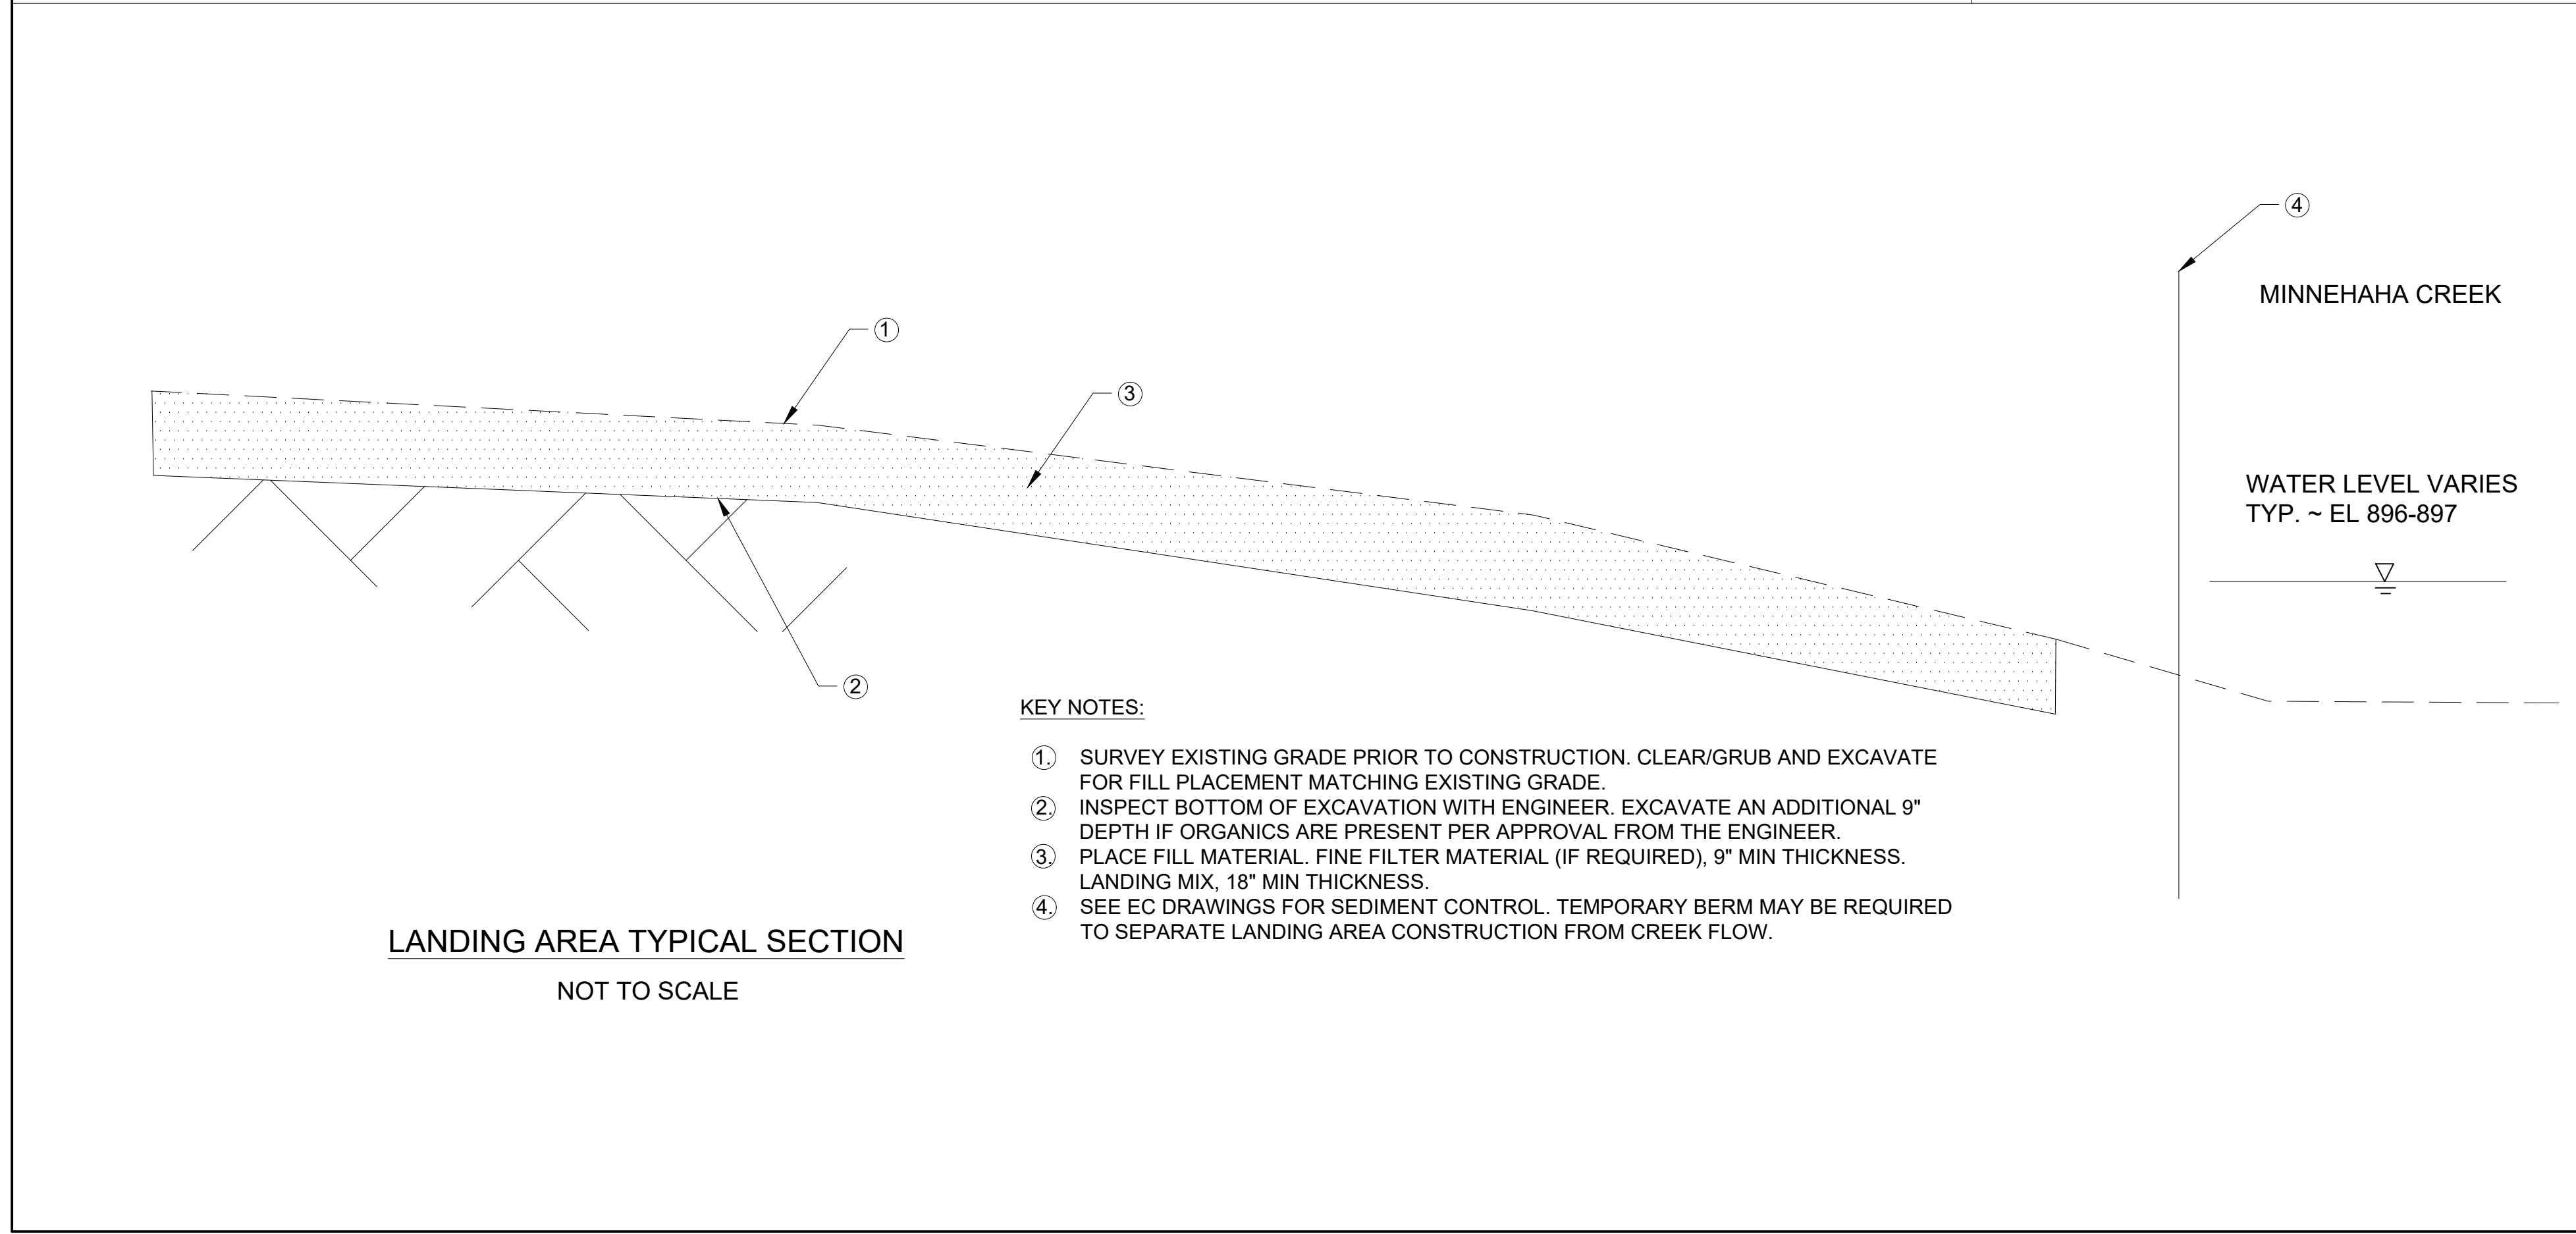 ④
MINNEHAHA CREEK
①
③
WATER LEVEL VARIES
TYP. ~ EL 896-897
②
KEY NOTES:
1. SURVEY EXISTING GRADE PRIOR TO CONSTRUCTION. CLEAR/GRUB AND EXCAVATE
FOR FILL PLACEMENT MATCHING EXISTING GRADE.
2. INSPECT BOTTOM OF EXCAVATION WITH ENGINEER. EXCAVATE AN ADDITIONAL 9"
DEPTH IF ORGANICS ARE PRESENT PER APPROVAL FROM THE ENGINEER.
3. PLACE FILL MATERIAL. FINE FILTER MATERIAL (IF REQUIRED), 9" MIN THICKNESS.
LANDING MIX, 18" MIN THICKNESS.
4. SEE EC DRAWINGS FOR SEDIMENT CONTROL. TEMPORARY BERM MAY BE REQUIRED
TO SEPARATE LANDING AREA CONSTRUCTION FROM CREEK FLOW.
LANDING AREA TYPICAL SECTION
NOT TO SCALE